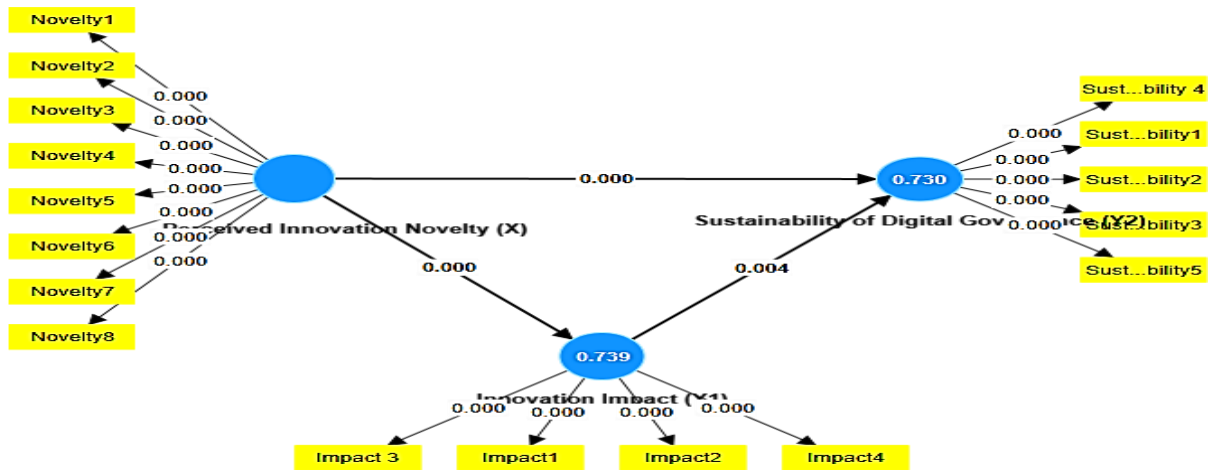 Novelty1
Novelty2
Novelty3
Novelty4
Novelty5
Novelty6
Novelty7
Novelty8
0.000
0.000
0.000
0.000
0.000
0.000
0.000
0.000
Perceived Innovation Novelty (X)
0.000
0.000
0.004
0.730
Sustainability of Digital Gov
ce (Y2)
0.739
Innovation Impact (Y1)
0.000
0.000
0.000
0.000
Impact 3
Impact1
Impact2
Impact4
0.000
0.000
0.000
0.000
0.000
Sust...bility 4
Sust...bility1
Sust...bility2
Sust...bility3
Sust...bility5